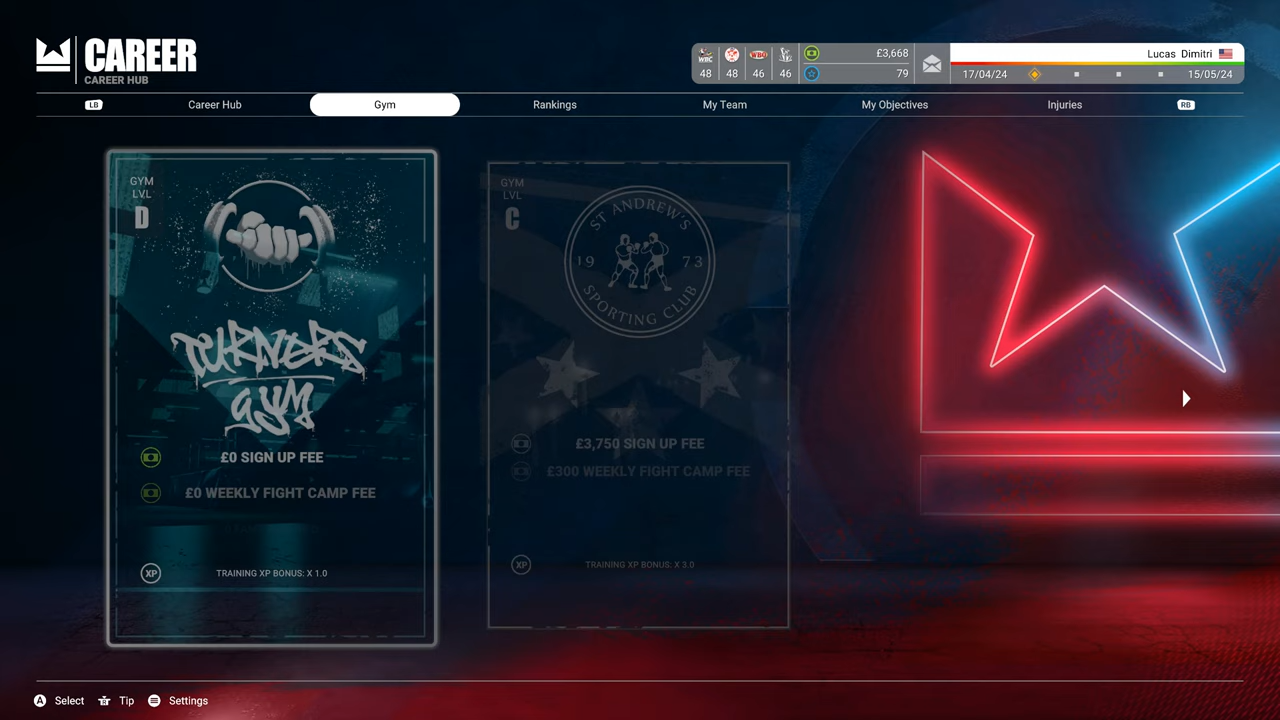 CAREER
CAREER HUB
WBC
WBO
48
48
46
46
£3,668
79
Lucas Dimitri
17/04/24
15/05/24
LB
Career Hub
Gym
Rankings
My Team
My Objectives
Injuries
RB
GYM
LVL
D
TURNERS
GYM
£0 SIGN UP FEE
£0 WEEKLY FIGHT CAMP FEE
XP
TRAINING XP BONUS: X 1.0
GYM
LVL
C
ST ANDREW'S
19 73
SPORTING CLUB
£3,750 SIGN UP FEE
£300 WEEKLY FIGHT CAMP FEE
XP
TRAINING XP BONUS: X 3.0
A Select
Tip
Settings